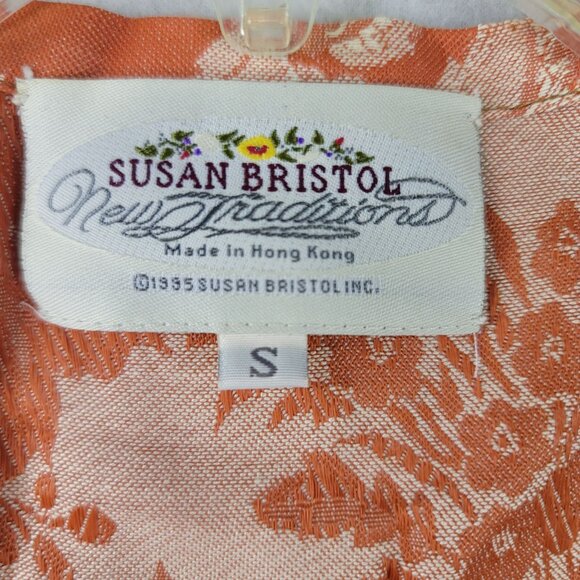 SUSAN BRISTOL
New Traditions
Made in Hong Kong
©1995 SUSAN BRISTOL INC.
S